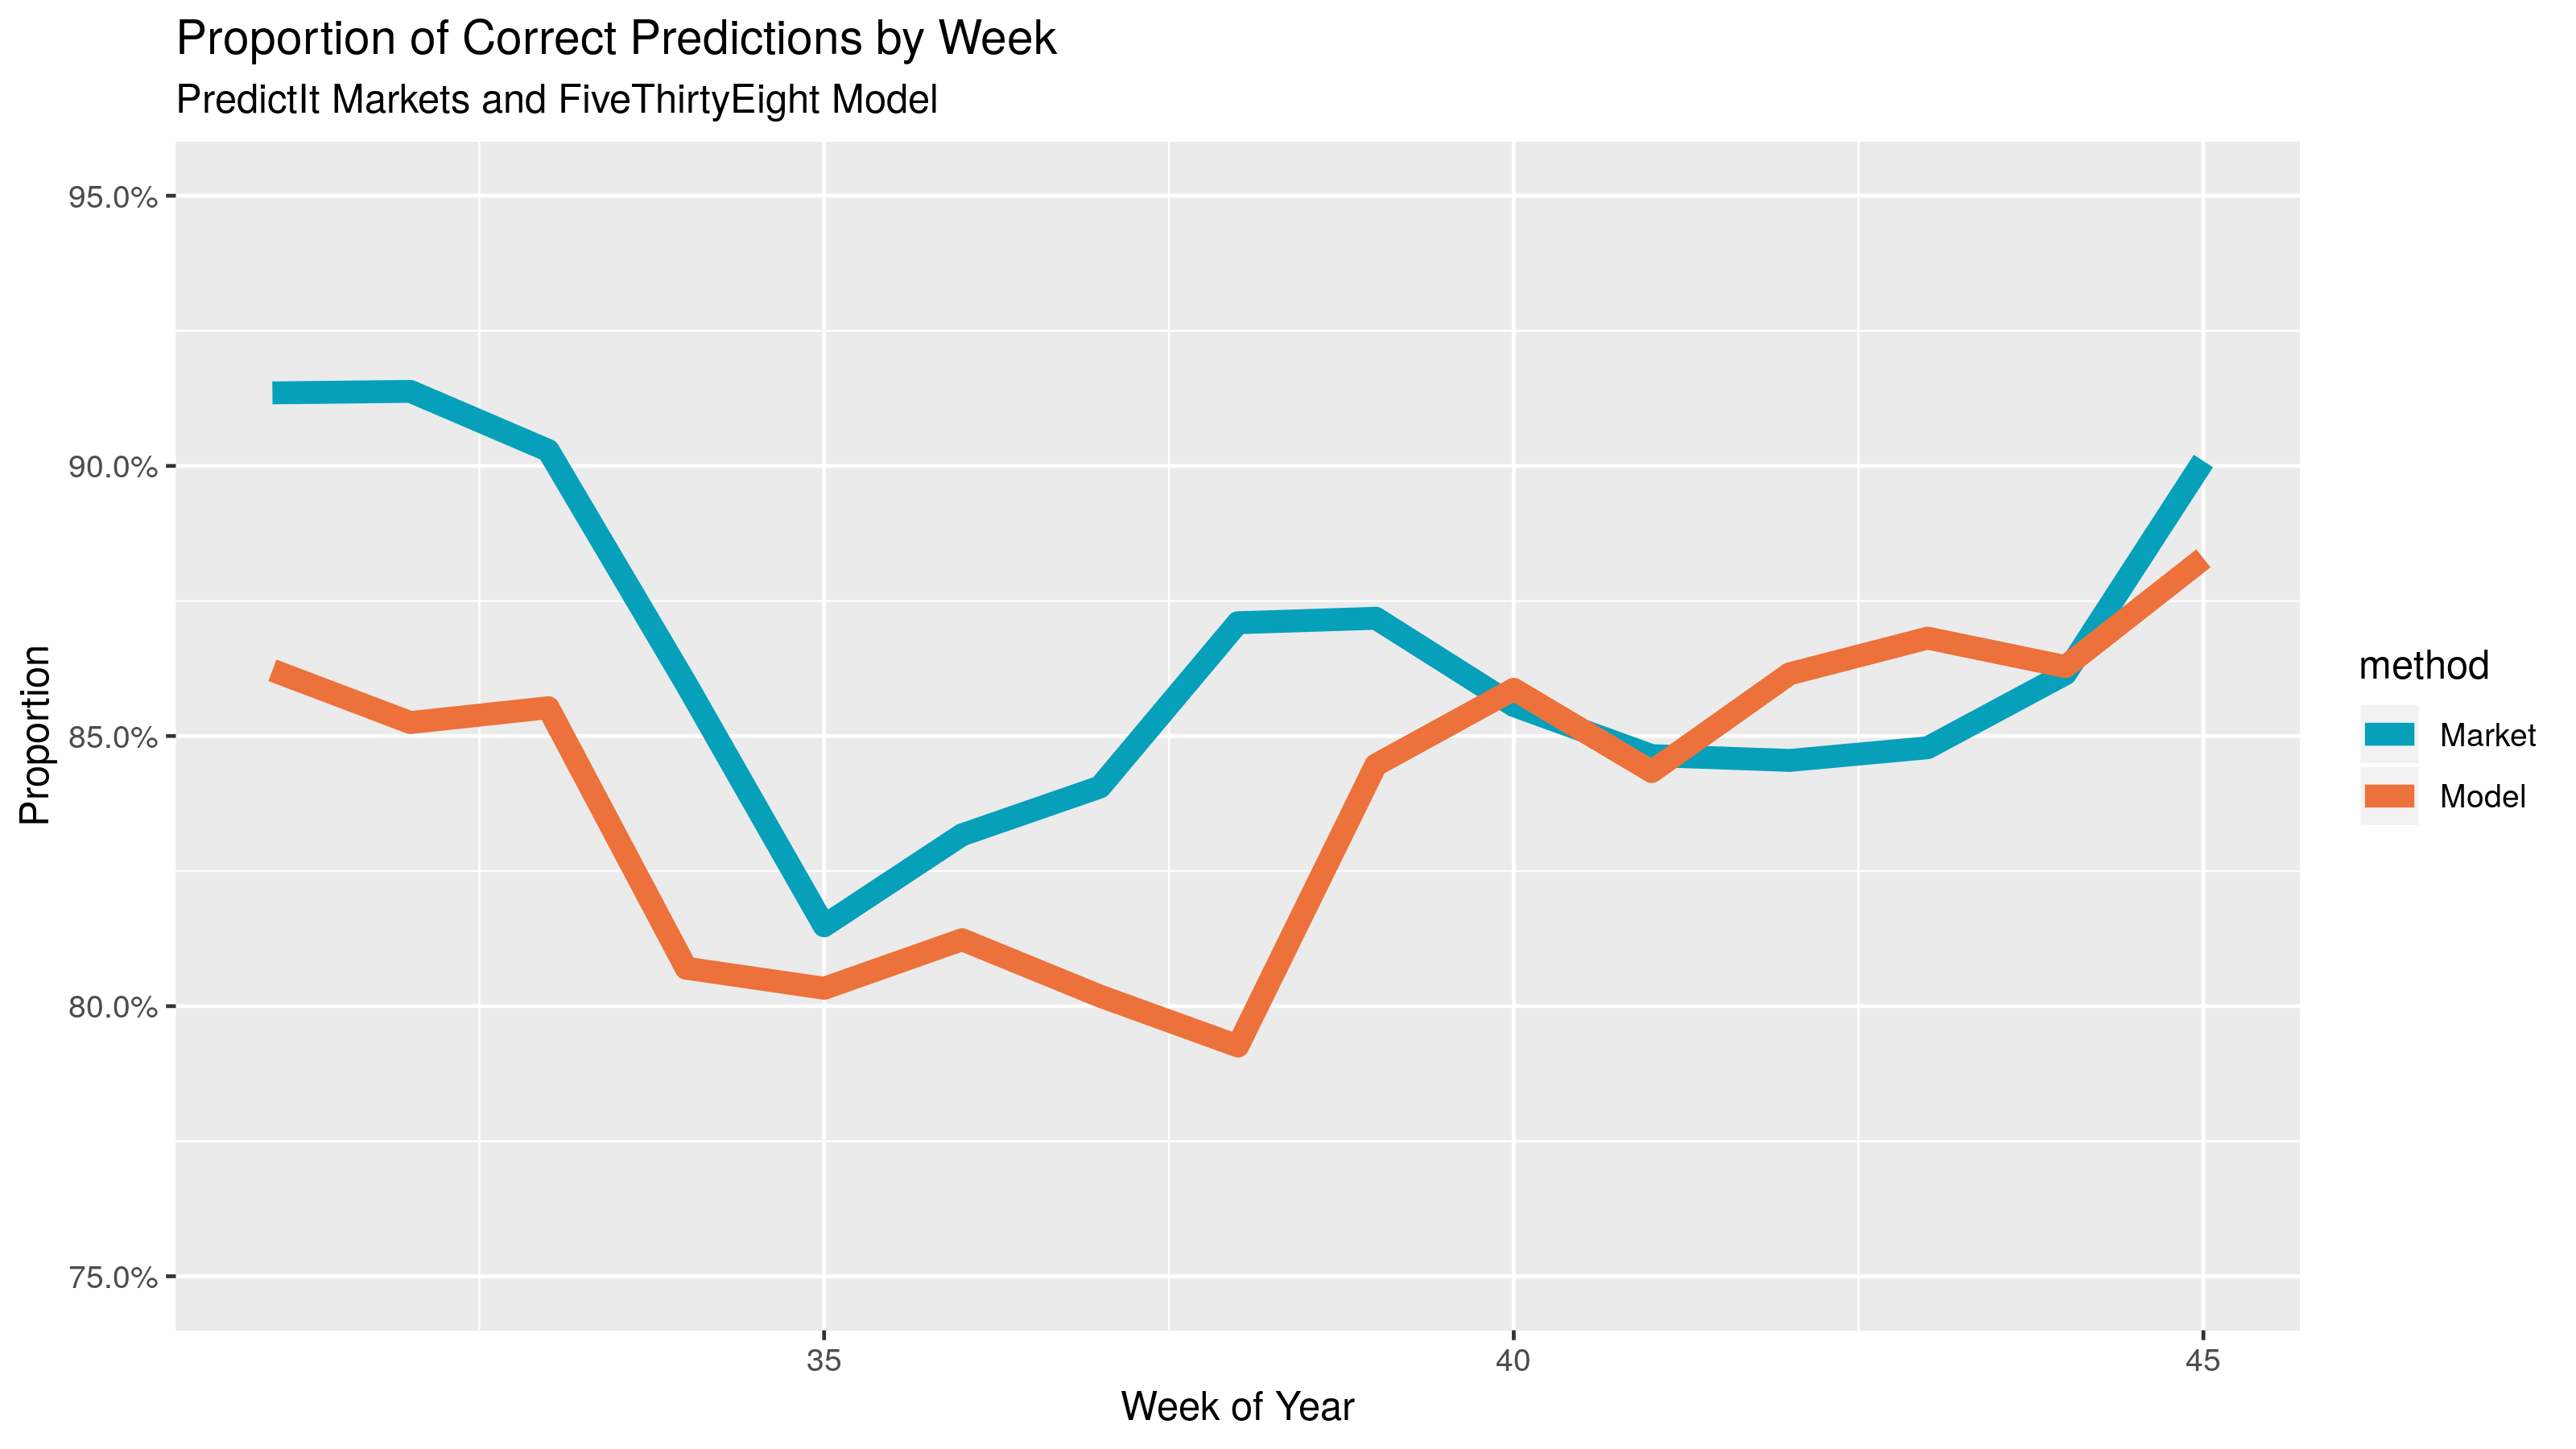 Proportion of Correct Predictions by Week
PredictIt Markets and FiveThirtyEight Model
95.0%
90.0%
85.0%
80.0%
75.0%
Proportion
35
40
45
Week of Year
method
Market
Model